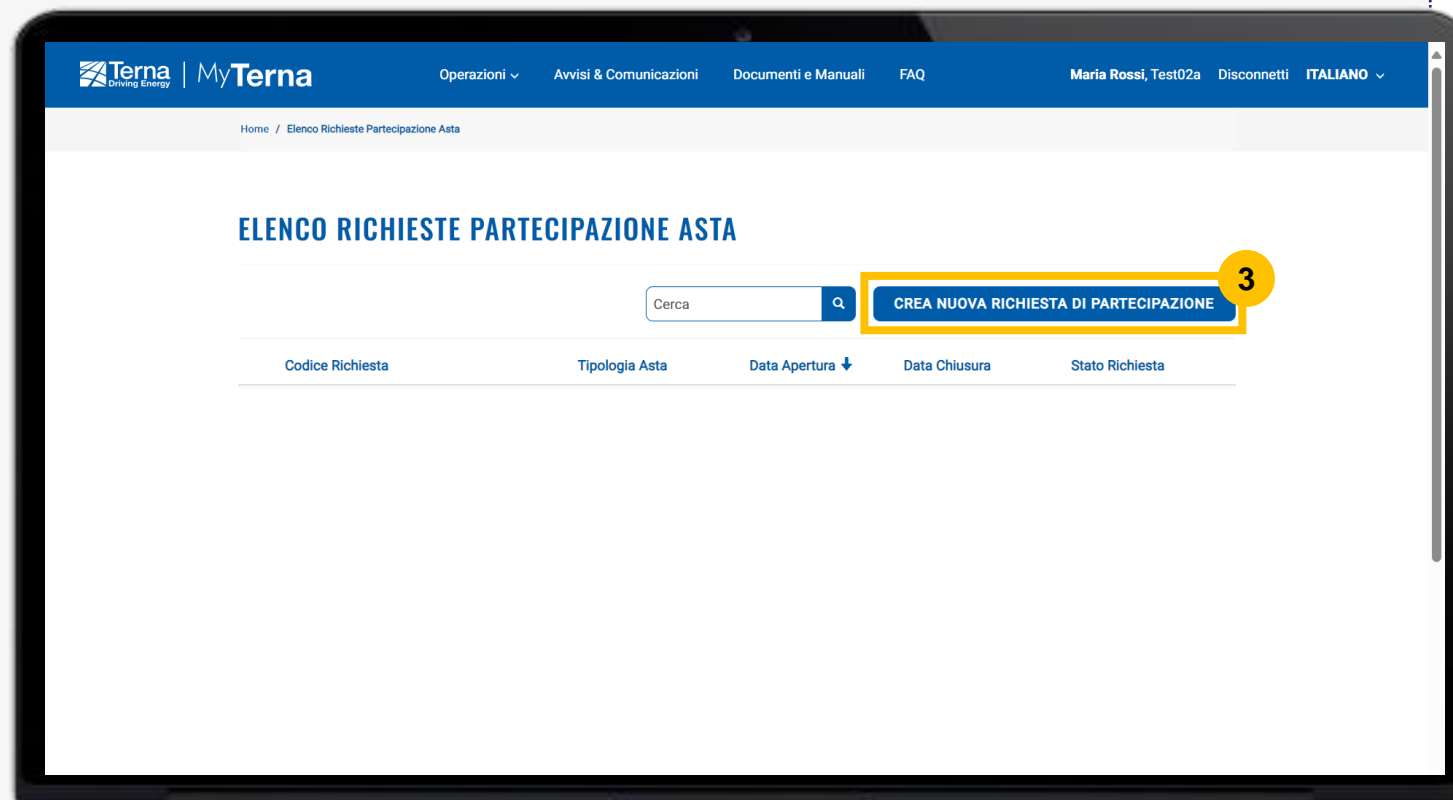 Terna Driving Energy | MyTerna Operazioni Avvisi & Comunicazioni Documenti e Manuali FAQ Maria Rossi, Test02a Disconnetti ITALIANO
Home / Elenco Richieste Partecipazione Asta
ELENCO RICHIESTE PARTECIPAZIONE ASTA
3
Cerca CREA NUOVA RICHIESTA DI PARTECIPAZIONE
Codice Richiesta Tipologia Asta Data Apertura Data Chiusura Stato Richiesta